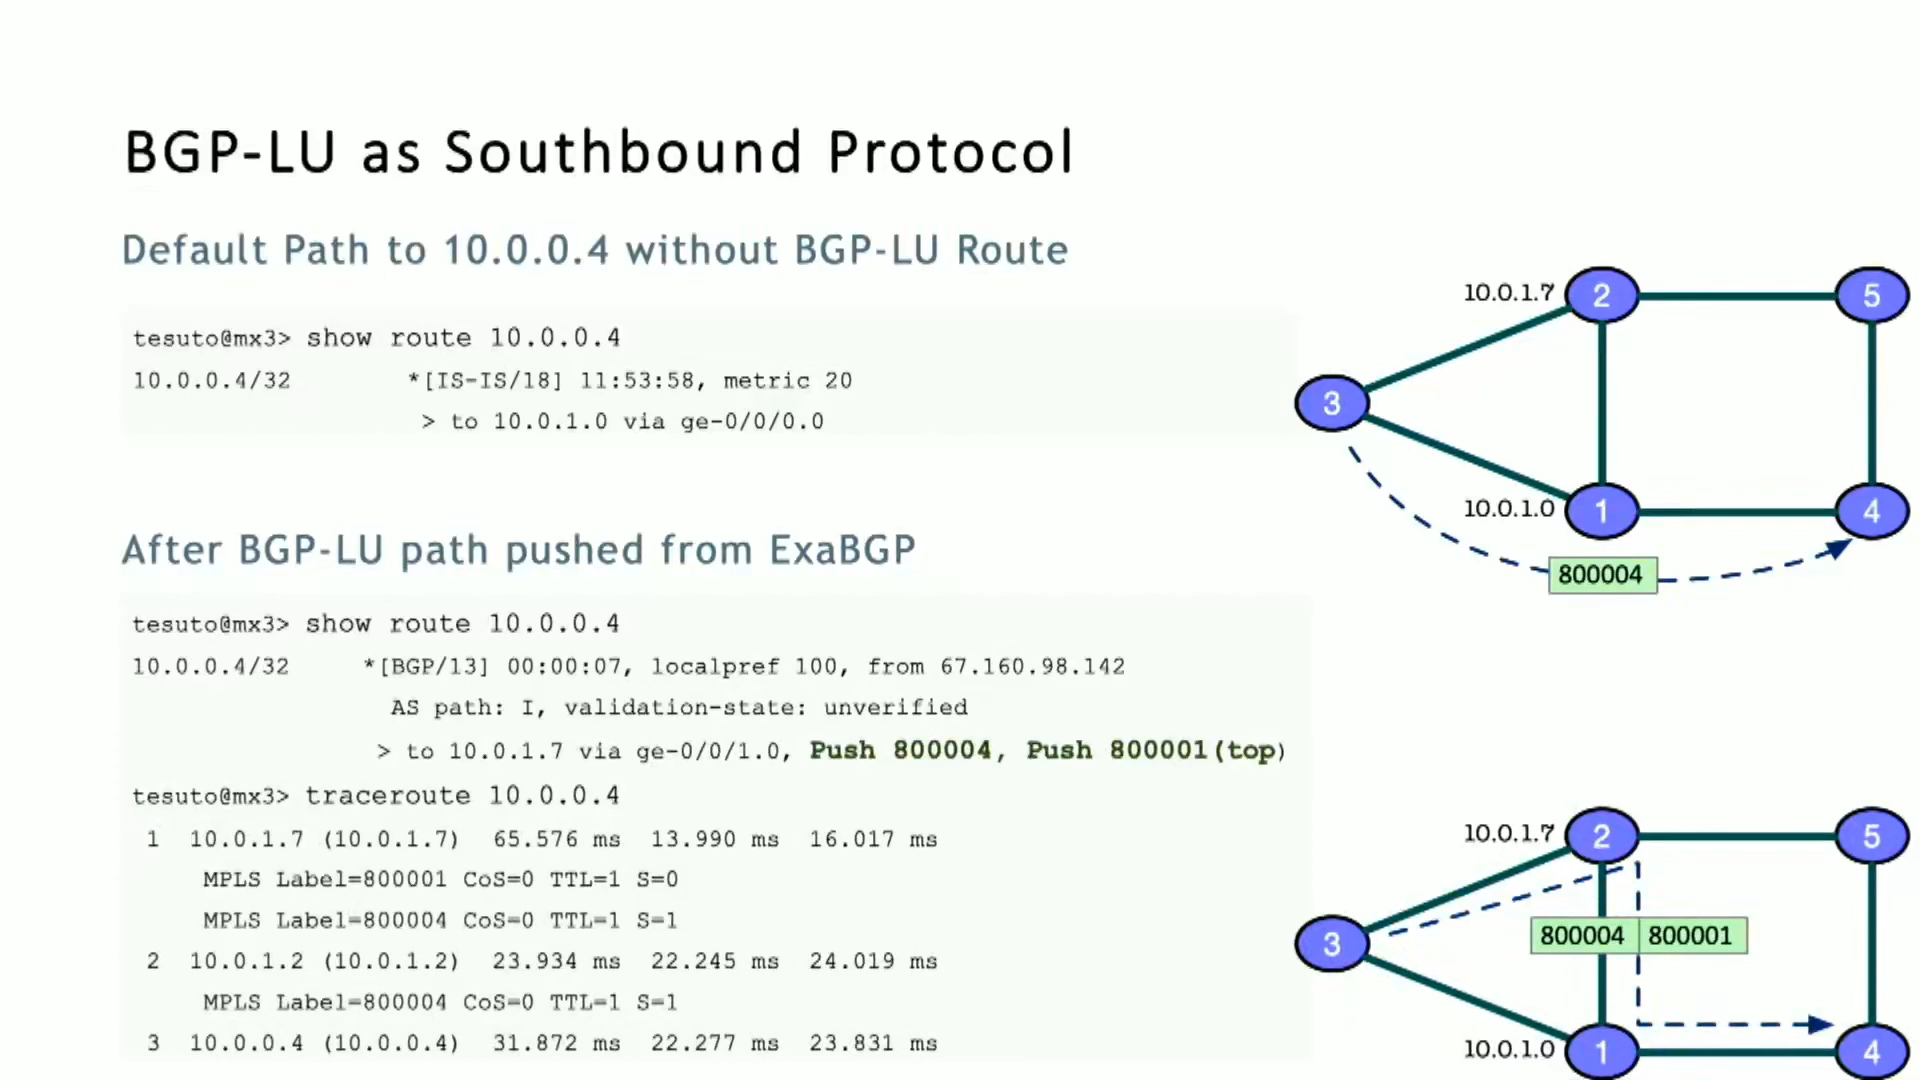 BGP-LU as Southbound Protocol
Default Path to 10.0.0.4 without BGP-LU Route
tesuto@mx3> show route 10.0.0.4
10.0.0.4/32 *[IS-IS/18] 11:53:58, metric 20
> to 10.0.1.0 via ge-0/0/0.0
10.0.1.7
2
5
3
10.0.1.0
1
4
800004
After BGP-LU path pushed from ExaBGP
tesuto@mx3> show route 10.0.0.4
10.0.0.4/32 *[BGP/13] 00:00:07, localpref 100, from 67.160.98.142
AS path: I, validation-state: unverified
> to 10.0.1.7 via ge-0/0/1.0, Push 800004, Push 800001(top)
tesuto@mx3> traceroute 10.0.0.4
1 10.0.1.7 (10.0.1.7) 65.576 ms 13.990 ms 16.017 ms
MPLS Label=800001 CoS=0 TTL=1 S=0
MPLS Label=800004 CoS=0 TTL=1 S=1
2 10.0.1.2 (10.0.1.2) 23.934 ms 22.245 ms 24.019 ms
MPLS Label=800004 CoS=0 TTL=1 S=1
3 10.0.0.4 (10.0.0.4) 31.872 ms 22.277 ms 23.831 ms
10.0.1.7
2
5
3
800004 800001
10.0.1.0
1
4